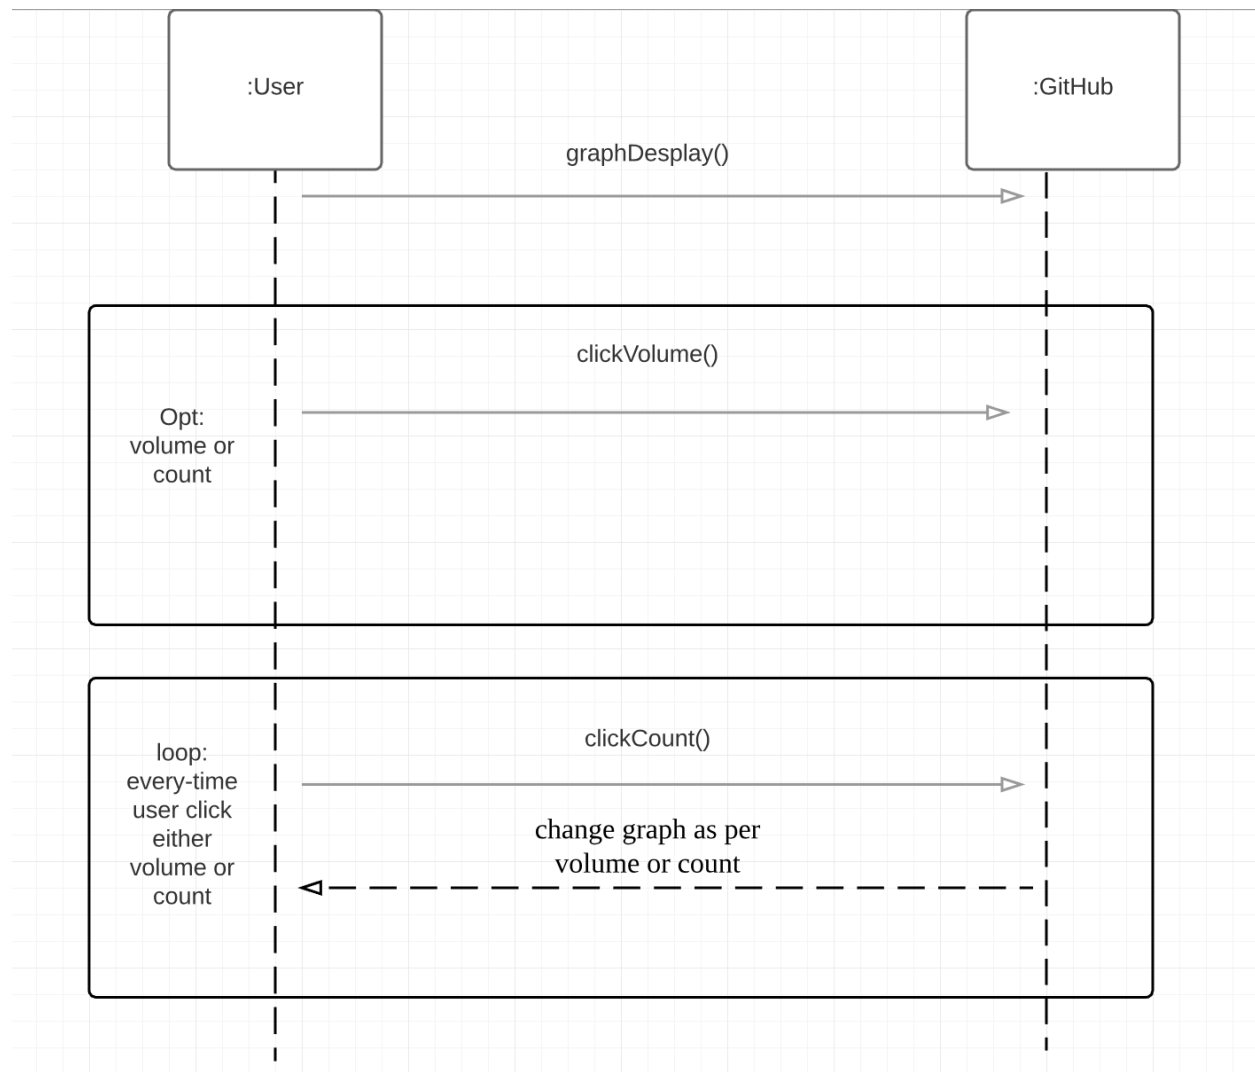 :User
:GitHub
graphDesplay()
clickVolume()
Opt:
volume or
count
clickCount()
loop:
every-time
user click
either
volume or
count
change graph as per
volume or count